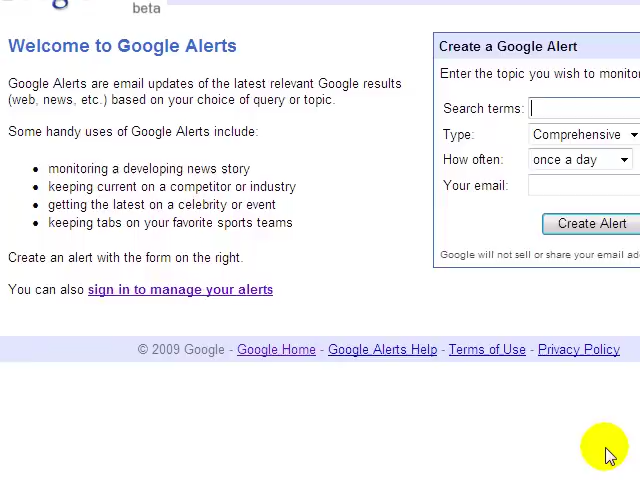 beta
Welcome to Google Alerts
Google Alerts are email updates of the latest relevant Google results
(web, news, etc.) based on your choice of query or topic.
Some handy uses of Google Alerts include:
monitoring a developing news story
keeping current on a competitor or industry
getting the latest on a celebrity or event
keeping tabs on your favorite sports teams
Create an alert with the form on the right.
You can also sign in to manage your alerts
Create a Google Alert
Enter the topic you wish to monitor
Search terms:
Type: Comprehensive
How often: once a day
Your email:
Create Alert
Google will not sell or share your email
© 2009 Google - Google Home - Google Alerts Help - Terms of Use - Privacy Policy